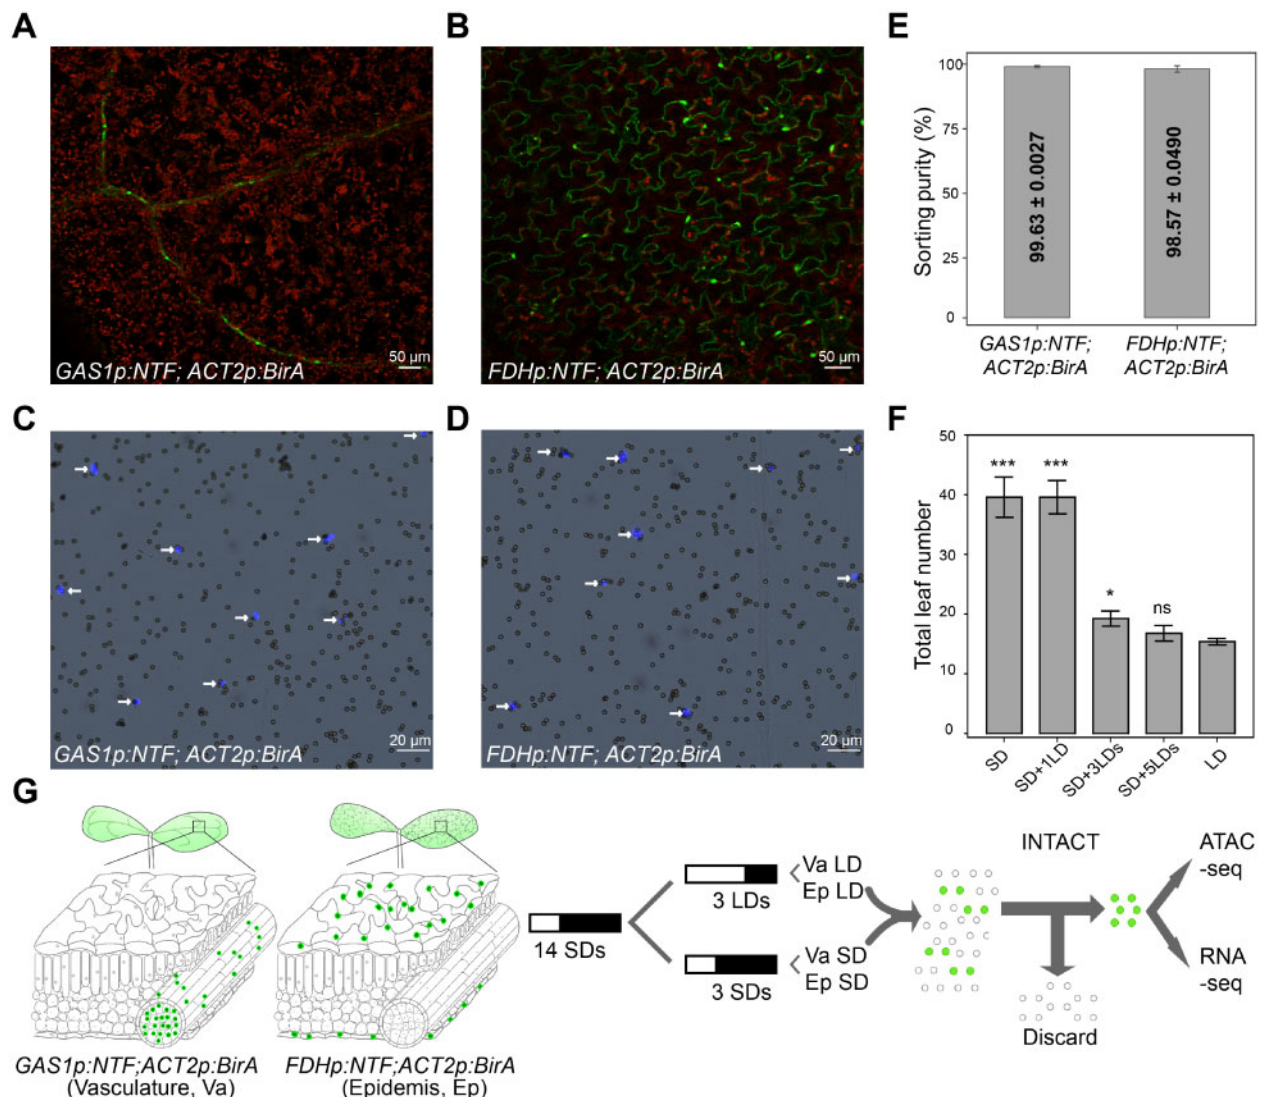 A
B
E
50 µm
GAS1p:NTF; ACT2p:BirA
50 µm
FDHp:NTF; ACT2p:BirA
Sorting purity (%)
100
75
50
25
0
99.63 ± 0.0027
98.57 ± 0.0490
GAS1p:NTF;
ACT2p:BirA
FDHp:NTF;
ACT2p:BirA
C
D
F
20 µm
GAS1p:NTF; ACT2p:BirA
20 µm
FDHp:NTF; ACT2p:BirA
Total leaf number
50
40
30
20
10
0
***
***
*
ns
SD
SD+1LD
SD+3LDs
SD+5LDs
LD
G
GAS1p:NTF;ACT2p:BirA
(Vasculature, Va)
FDHp:NTF;ACT2p:BirA
(Epidemis, Ep)
14 SDs
3 LDs
3 SDs
Va LD
Ep LD
Va SD
Ep SD
INTACT
Discard
ATAC
-seq
RNA
-seq